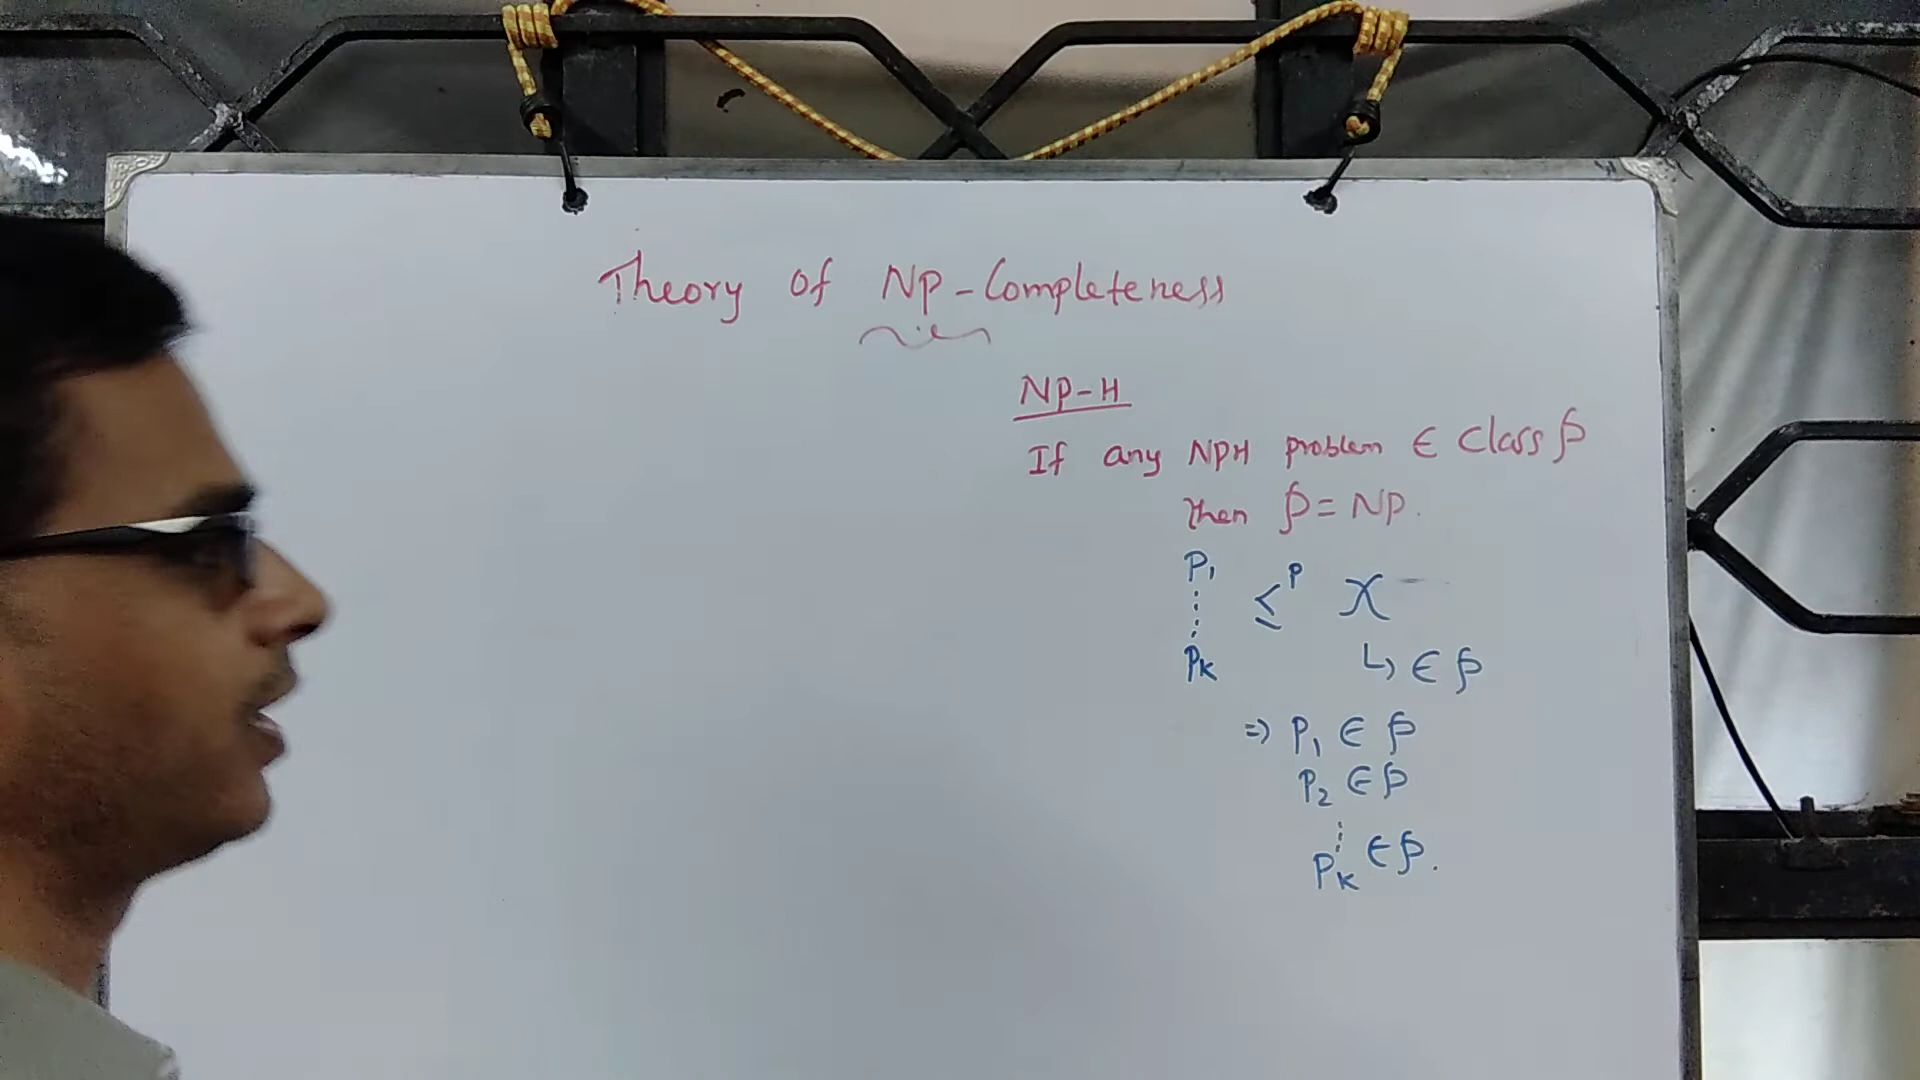 Theory of NP-Completeness
NP-H
If any NPH problem ∈ Class P
then P = NP.
P₁
⋮ ≤ᵖ X
Pₖ ↳ ∈ P
⇒ P₁ ∈ P
P₂ ∈ P
⋮
Pₖ ∈ P.